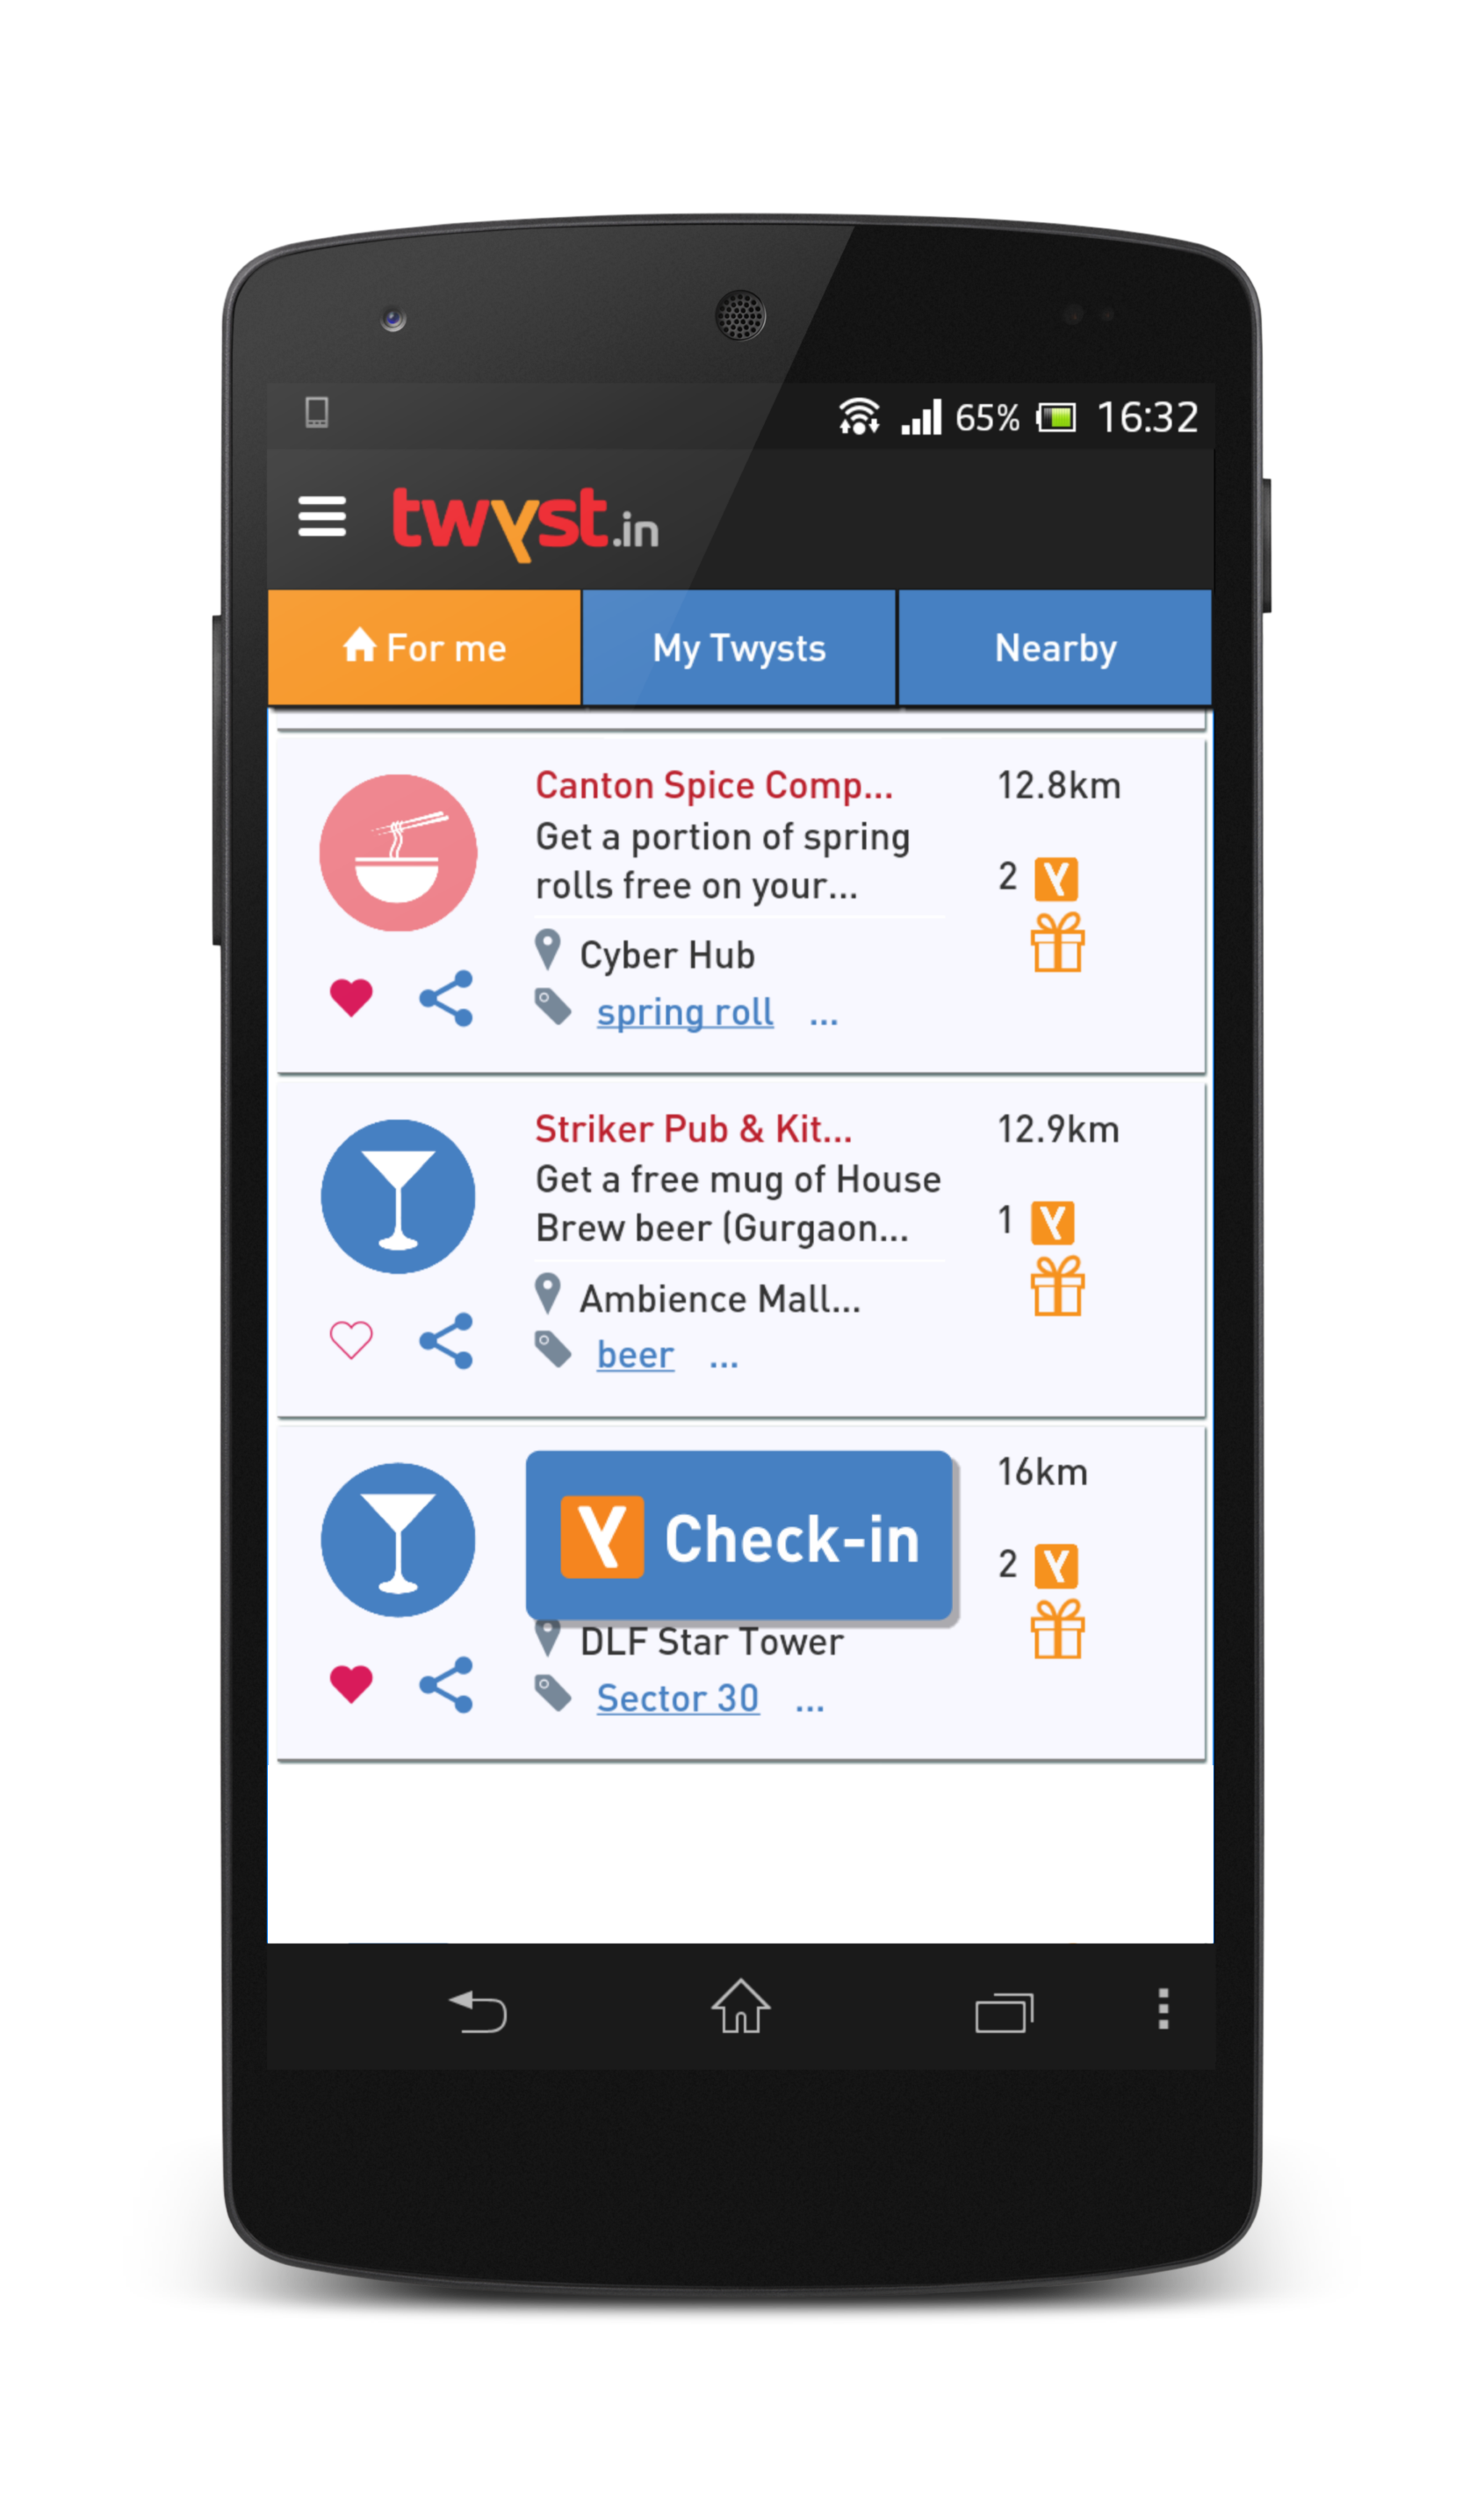 65% 16:32
twyst.in
For me My Twysts Nearby
Canton Spice Comp... 12.8km
Get a portion of spring
rolls free on your...
2
Cyber Hub
spring roll ...
Striker Pub & Kit... 12.9km
Get a free mug of House
Brew beer (Gurgaon...
1
Ambience Mall...
beer ...
16km
Check-in
2
DLF Star Tower
Sector 30 ...